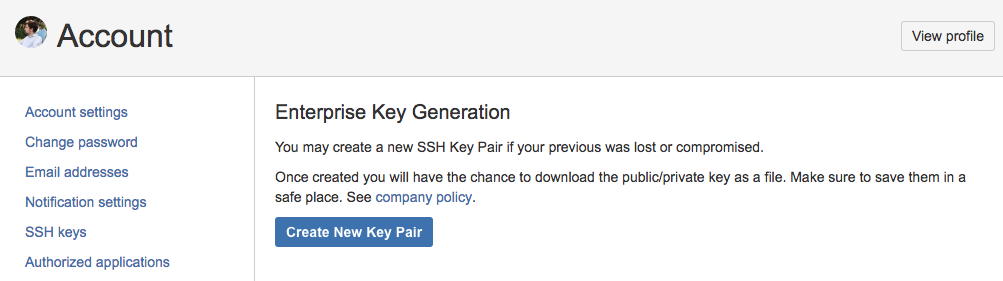 Account
View profile
Account settings
Change password
Email addresses
Notification settings
SSH keys
Authorized applications
Enterprise Key Generation
You may create a new SSH Key Pair if your previous was lost or compromised.
Once created you will have the chance to download the public/private key as a file. Make sure to save them in a
safe place. See company policy.
Create New Key Pair